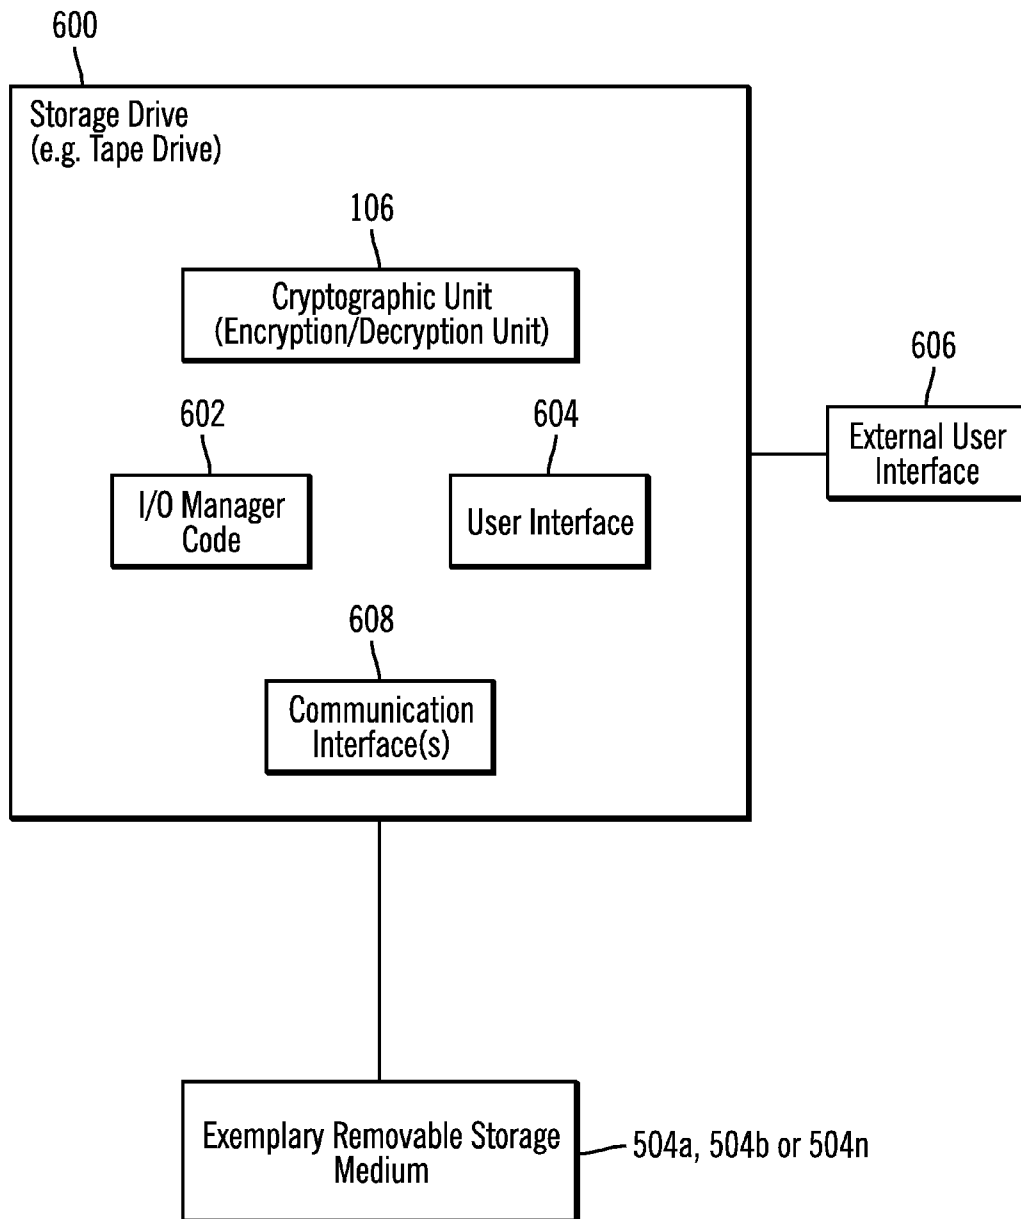 600
Storage Drive
(e.g. Tape Drive)
106
Cryptographic Unit
(Encryption/Decryption Unit)
606
External User
Interface
602
I/O Manager
Code
604
User Interface
608
Communication
Interface(s)
Exemplary Removable Storage
Medium
504a, 504b or 504n